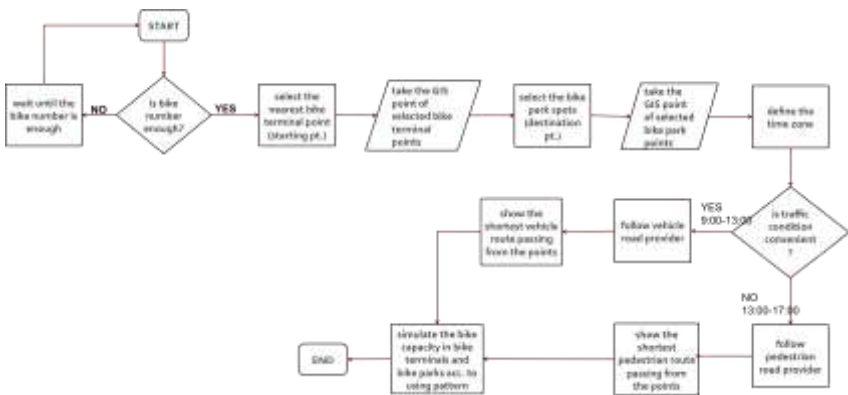 START
wait until the
bike number is
enough
NO
is bike
number
enough?
YES
select the
nearest bike
terminal point
(starting pt.)
take the GIS
point of
selected bike
terminal
points
select the bike
park spots
(destination
pt.)
take the
GIS point
of selected
bike park
points
define the
time zone
is traffic
condition
convenient
?
YES
9:00-13:00
follow vehicle
road provider
show the
shortest vehicle
route passing
from the points
NO
13:00-17:00
follow
pedestrian
road provider
show the
shortest
pedestrian route
passing from
the points
simulate the bike
capacity in bike
terminals and
bike parks acc. to
using pattern
END